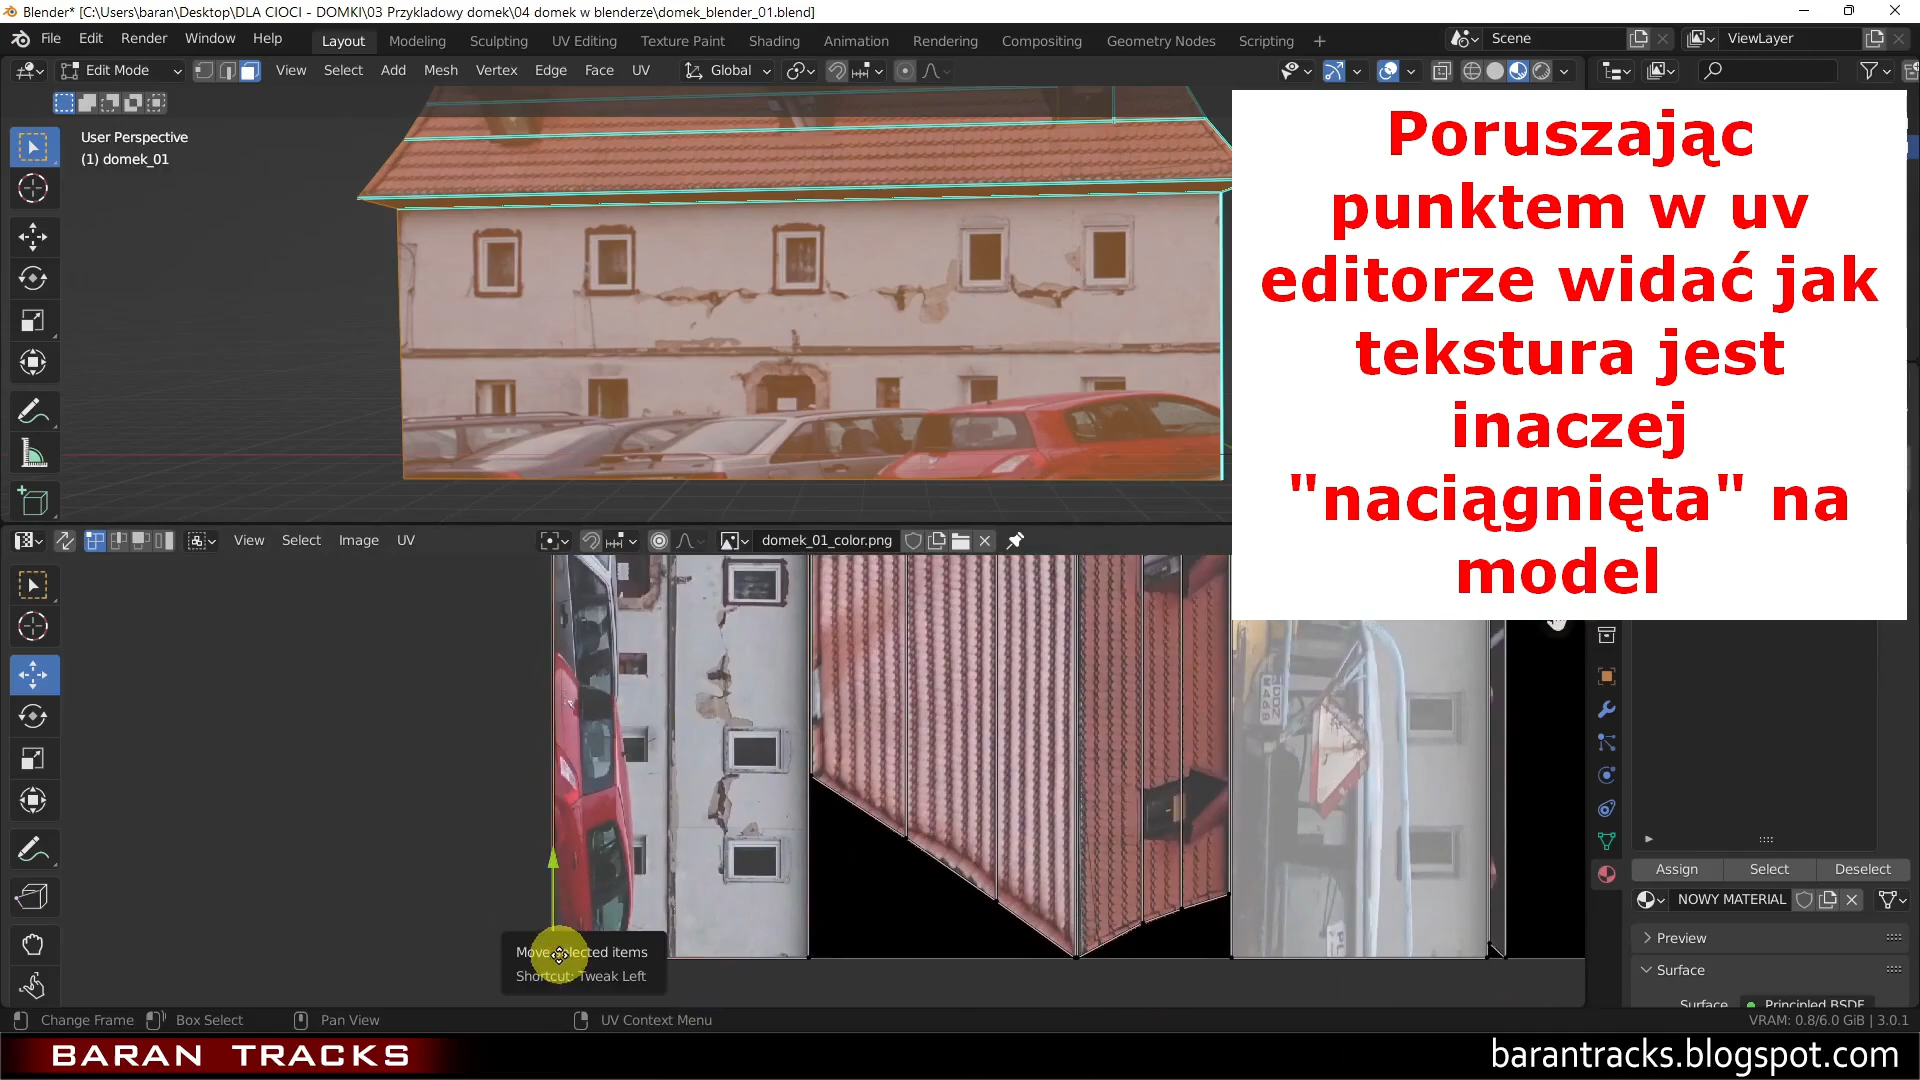 Blender* [C:\Users\baran\Desktop\DLA CIOCI - DOMKI\03 Przykladowy domek\04 domek w blenderze\domek_blender_01.blend]
File Edit Render Window Help Layout Modeling Sculpting UV Editing Texture Paint Shading Animation Rendering Compositing Geometry Nodes Scripting + Scene ViewLayer
Edit Mode View Select Add Mesh Vertex Edge Face UV Global
User Perspective
(1) domek_01
Poruszając
punktem w uv
editorze widać jak
tekstura jest
inaczej
"naciągnięta" na
model
View Select Image UV domek_01_color.png
Assign Select Deselect
NOWY MATERIAL
Preview
Surface
Surface Principled BSDF
Move selected items
Shortcut: Tweak Left
Change Frame Box Select Pan View UV Context Menu VRAM: 0.8/6.0 GiB | 3.0.1
BARAN TRACKS barantracks.blogspot.com